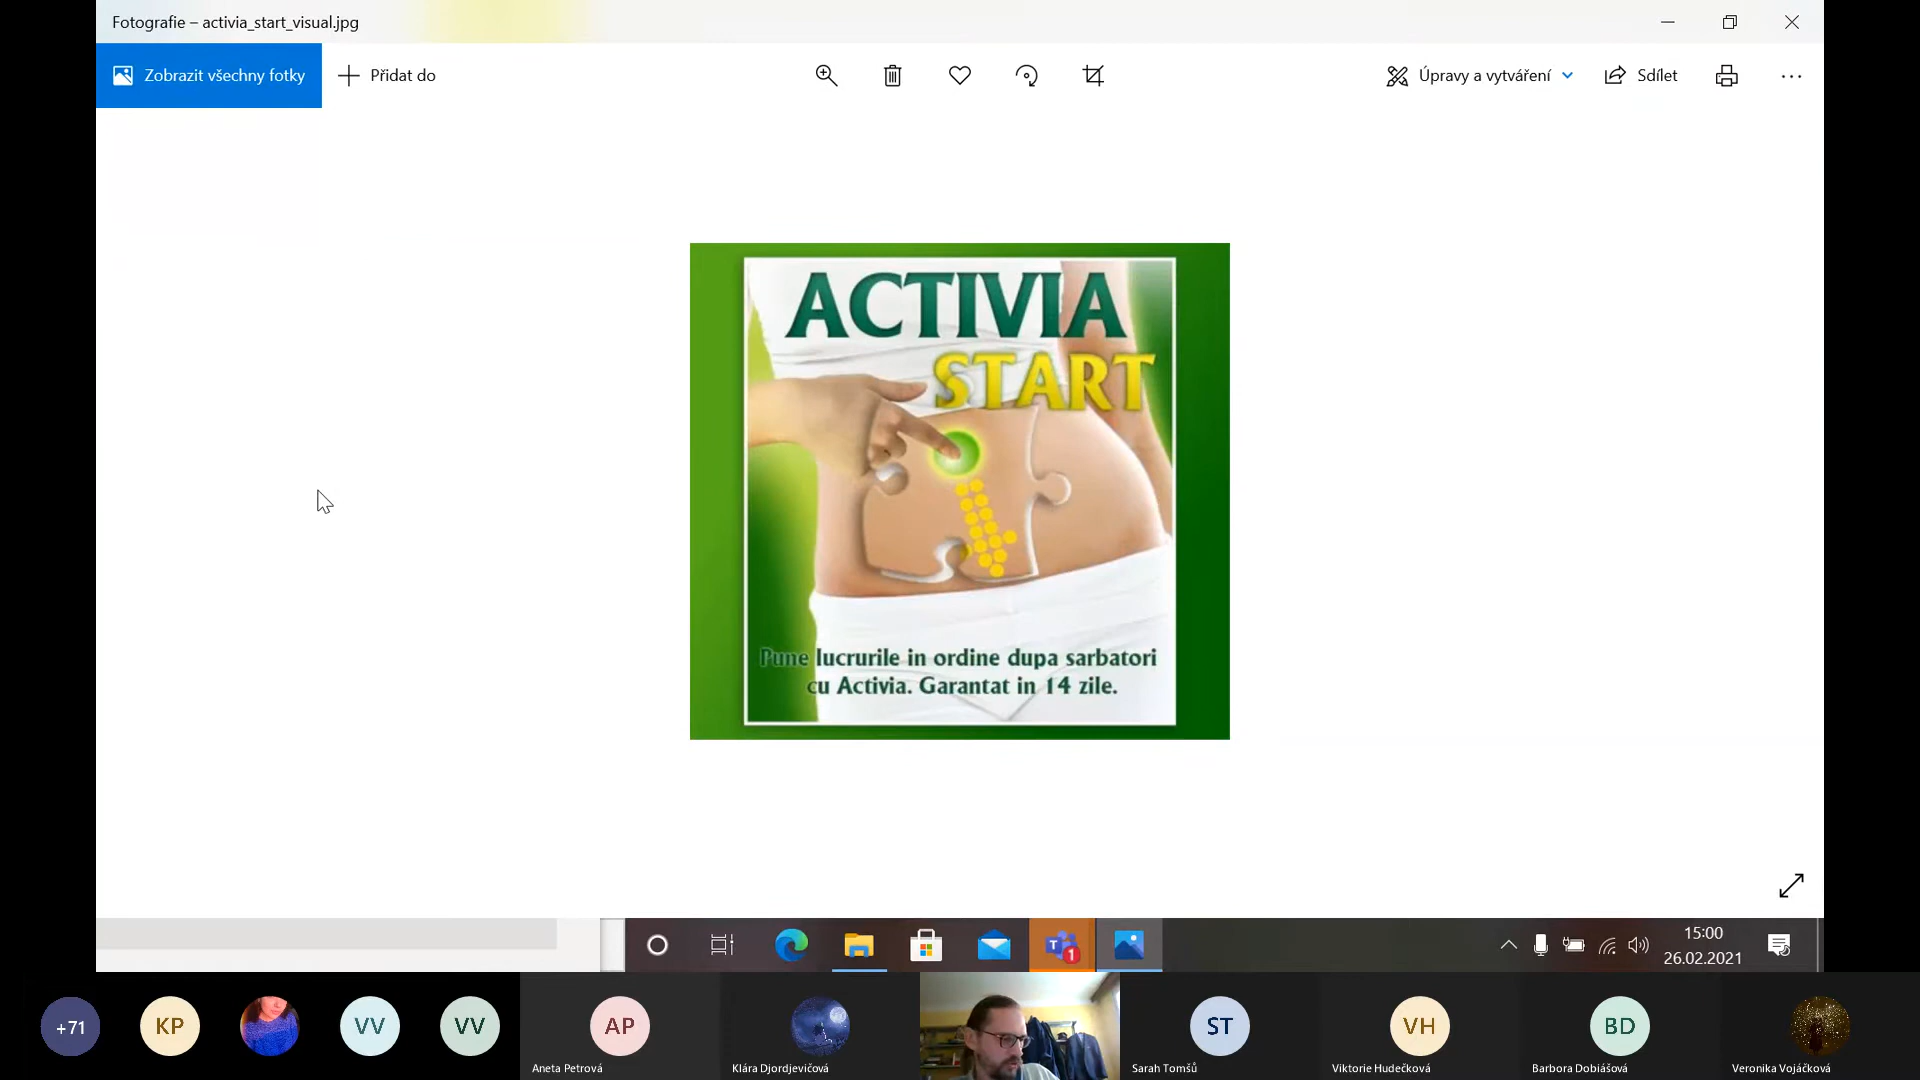 Fotografie – activia_start_visual.jpg
Zobrazit všechny fotky
Přidat do
Úpravy a vytváření
Sdílet
ACTIVIA
START
Pune lucrurile in ordine dupa sarbatori
cu Activia. Garantat in 14 zile.
T
1
15:00
26.02.2021
+71
KP
VV
VV
AP
ST
VH
BD
Aneta Petrová
Klára Djordjevičová
Sarah Tomšů
Viktorie Hudečková
Barbora Dobiášová
Veronika Vojáčková